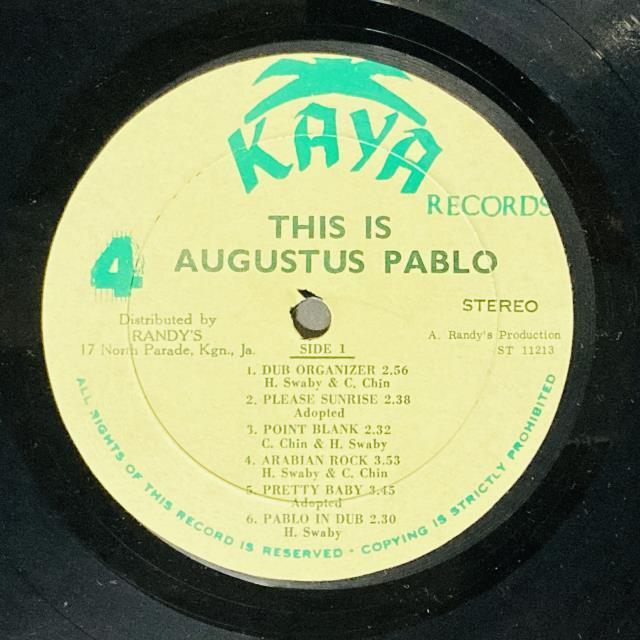 KAYA
RECORDS
THIS IS
AUGUSTUS PABLO
4
STEREO
Distributed by
RANDY'S
17 North Parade, Kgn., Ja.
A. Randy's Production
ST 11213
SIDE 1
1. DUB ORGANIZER 2.56
H. Swaby & C. Chin
2. PLEASE SUNRISE 2.38
Adopted
3. POINT BLANK 2.32
C. Chin & H. Swaby
4. ARABIAN ROCK 3.53
H. Swaby & C. Chin
5. PRETTY BABY 3.45
Adopted
6. PABLO IN DUB 2.30
H. Swaby
ALL RIGHTS OF THIS RECORD IS RESERVED · COPYING IS STRICTLY PROHIBITED